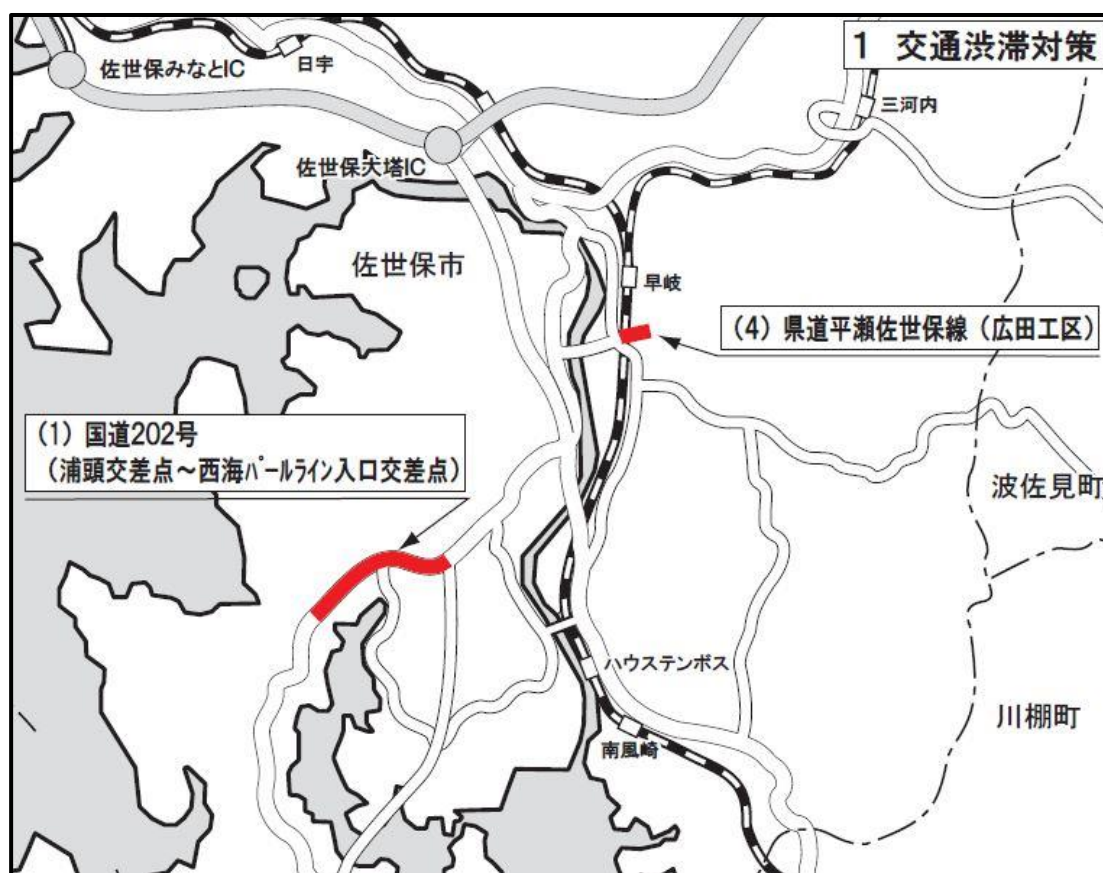 1 交通渋滞対策
佐世保みなとIC
日宇
三河内
佐世保大塔IC
佐世保市
早岐
(4) 県道平瀬佐世保線(広田工区)
(1) 国道202号
(浦頭交差点~西海パールライン入口交差点)
波佐見町
ハウステンボス
川棚町
南風崎